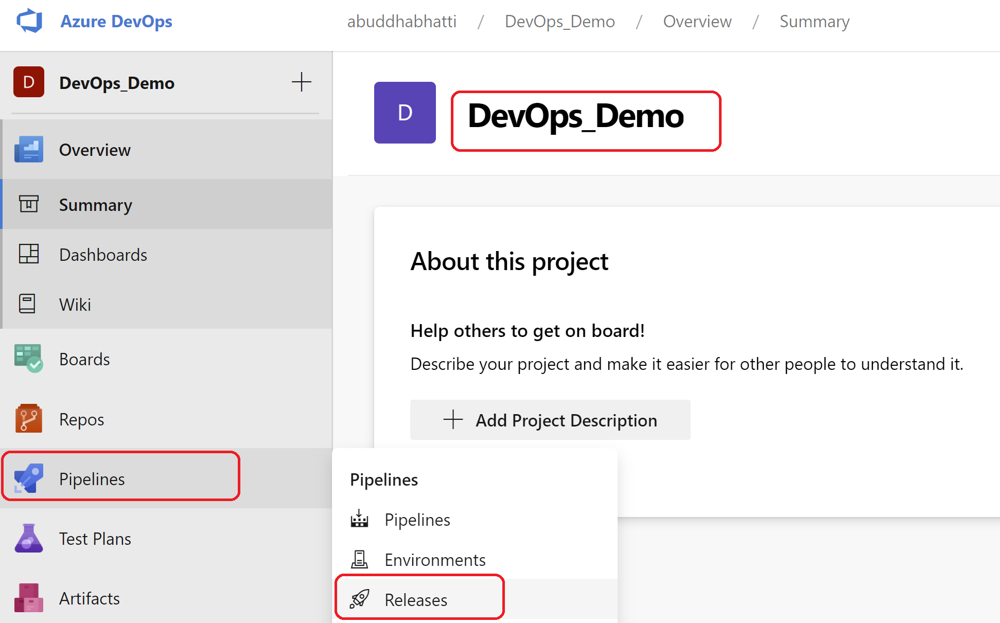 Azure DevOps
abuddhabhatti / DevOps_Demo / Overview / Summary
D DevOps_Demo
D DevOps_Demo
Overview
Summary
Dashboards
Wiki
Boards
Repos
Pipelines
Test Plans
Artifacts
About this project
Help others to get on board!
Describe your project and make it easier for other people to understand it.
Add Project Description
Pipelines
Pipelines
Environments
Releases